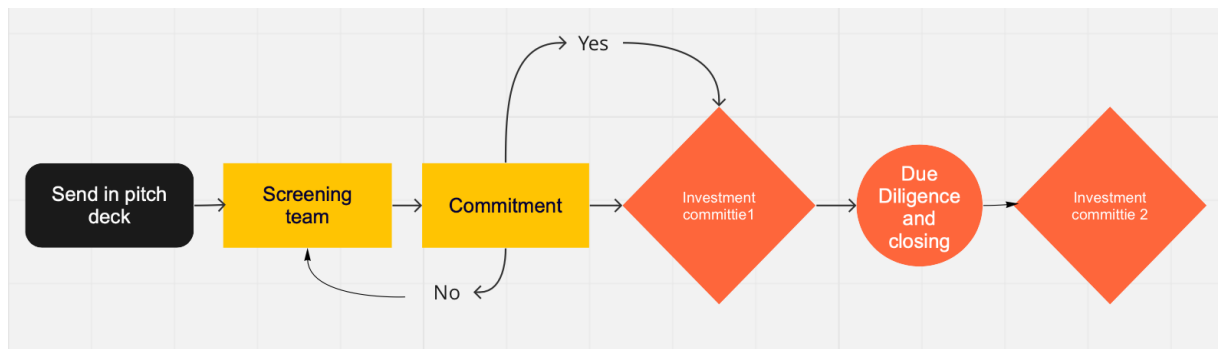 Yes
Send in pitch
deck
Screening
team
Commitment
Investment
committie1
Due
Diligence
and
closing
Investment
committie 2
No